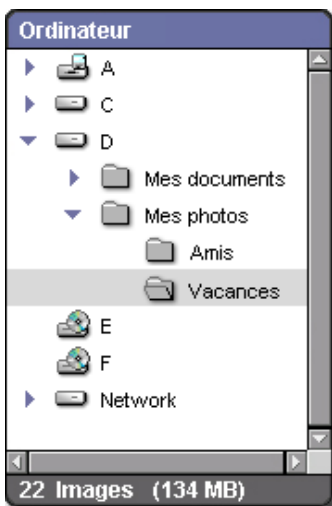 Ordinateur
A
C
D
Mes documents
Mes photos
Amis
Vacances
E
F
Network
22 Images (134 MB)